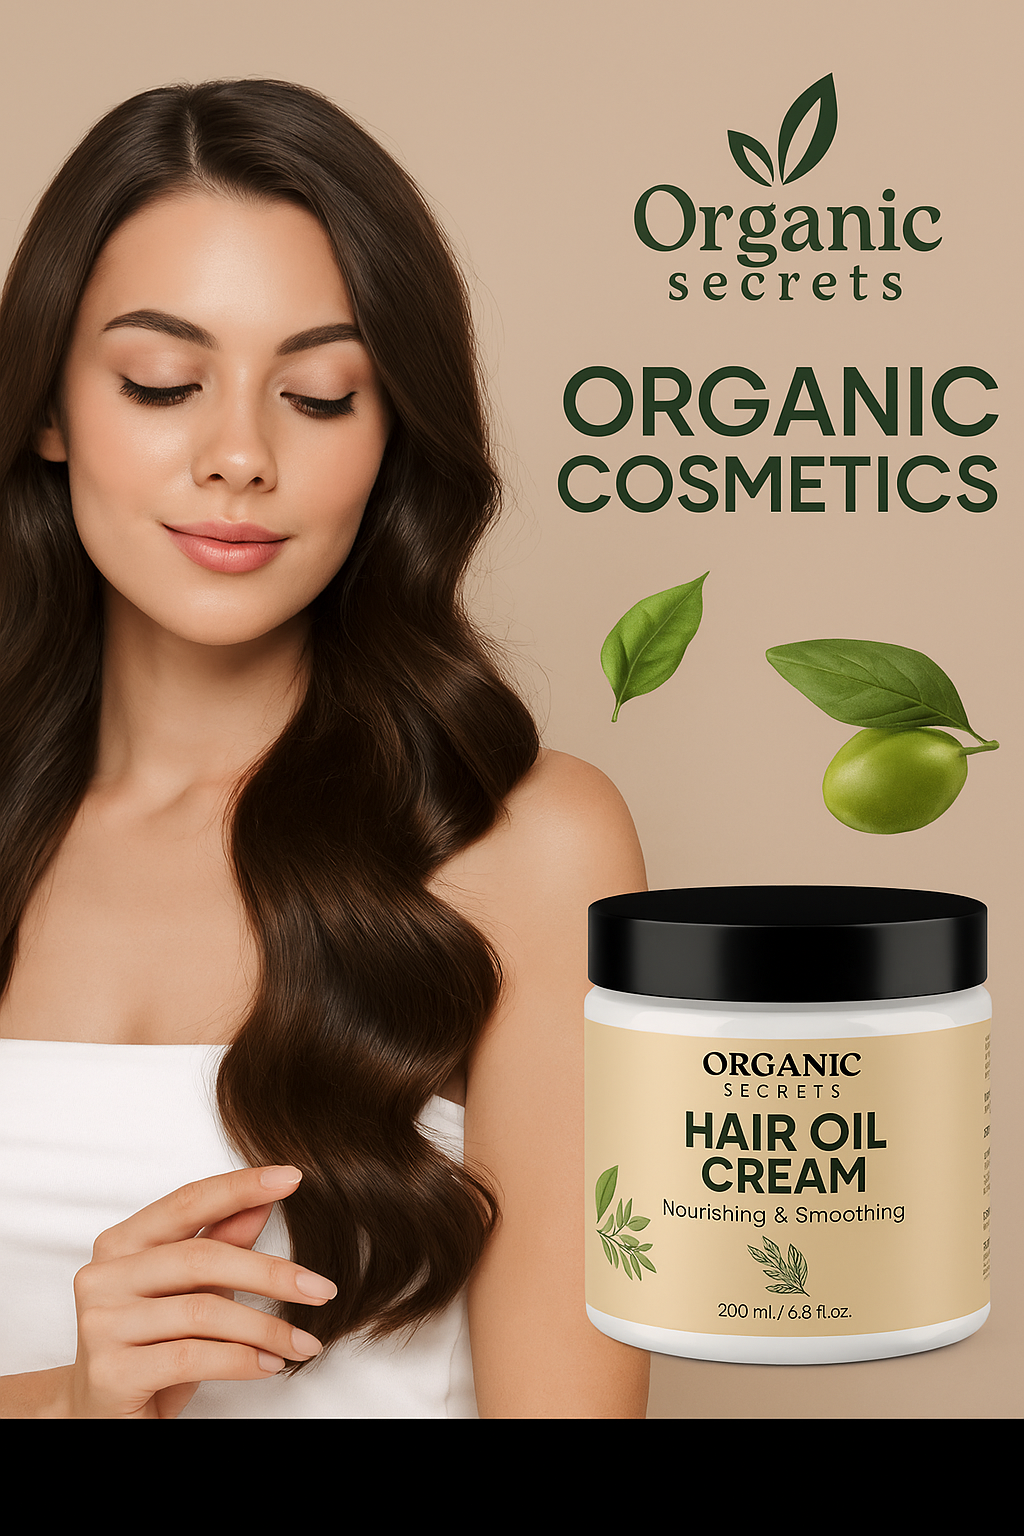 Organic
secrets
ORGANIC
COSMETICS
ORGANIC
SECRETS
HAIR OIL
CREAM
Nourishing & Smoothing
200 ml./ 6.8 fl.oz.